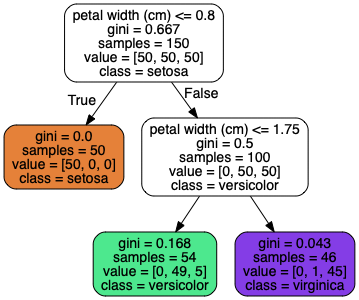 petal width (cm) <= 0.8
gini = 0.667
samples = 150
value = [50, 50, 50]
class = setosa
True
False
gini = 0.0
samples = 50
value = [50, 0, 0]
class = setosa
petal width (cm) <= 1.75
gini = 0.5
samples = 100
value = [0, 50, 50]
class = versicolor
gini = 0.168
samples = 54
value = [0, 49, 5]
class = versicolor
gini = 0.043
samples = 46
value = [0, 1, 45]
class = virginica